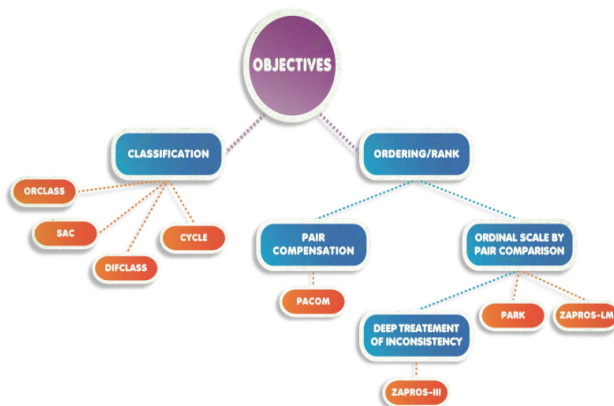 OBJECTIVES
CLASSIFICATION
ORDERING/RANK
ORCLASS
SAC
DIFCLASS
CYCLE
PAIR
COMPENSATION
ORDINAL SCALE BY
PAIR COMPARISON
PACOM
DEEP TREATEMENT
OF INCONSISTENCY
PARK
ZAPROS-LM
ZAPROS-III